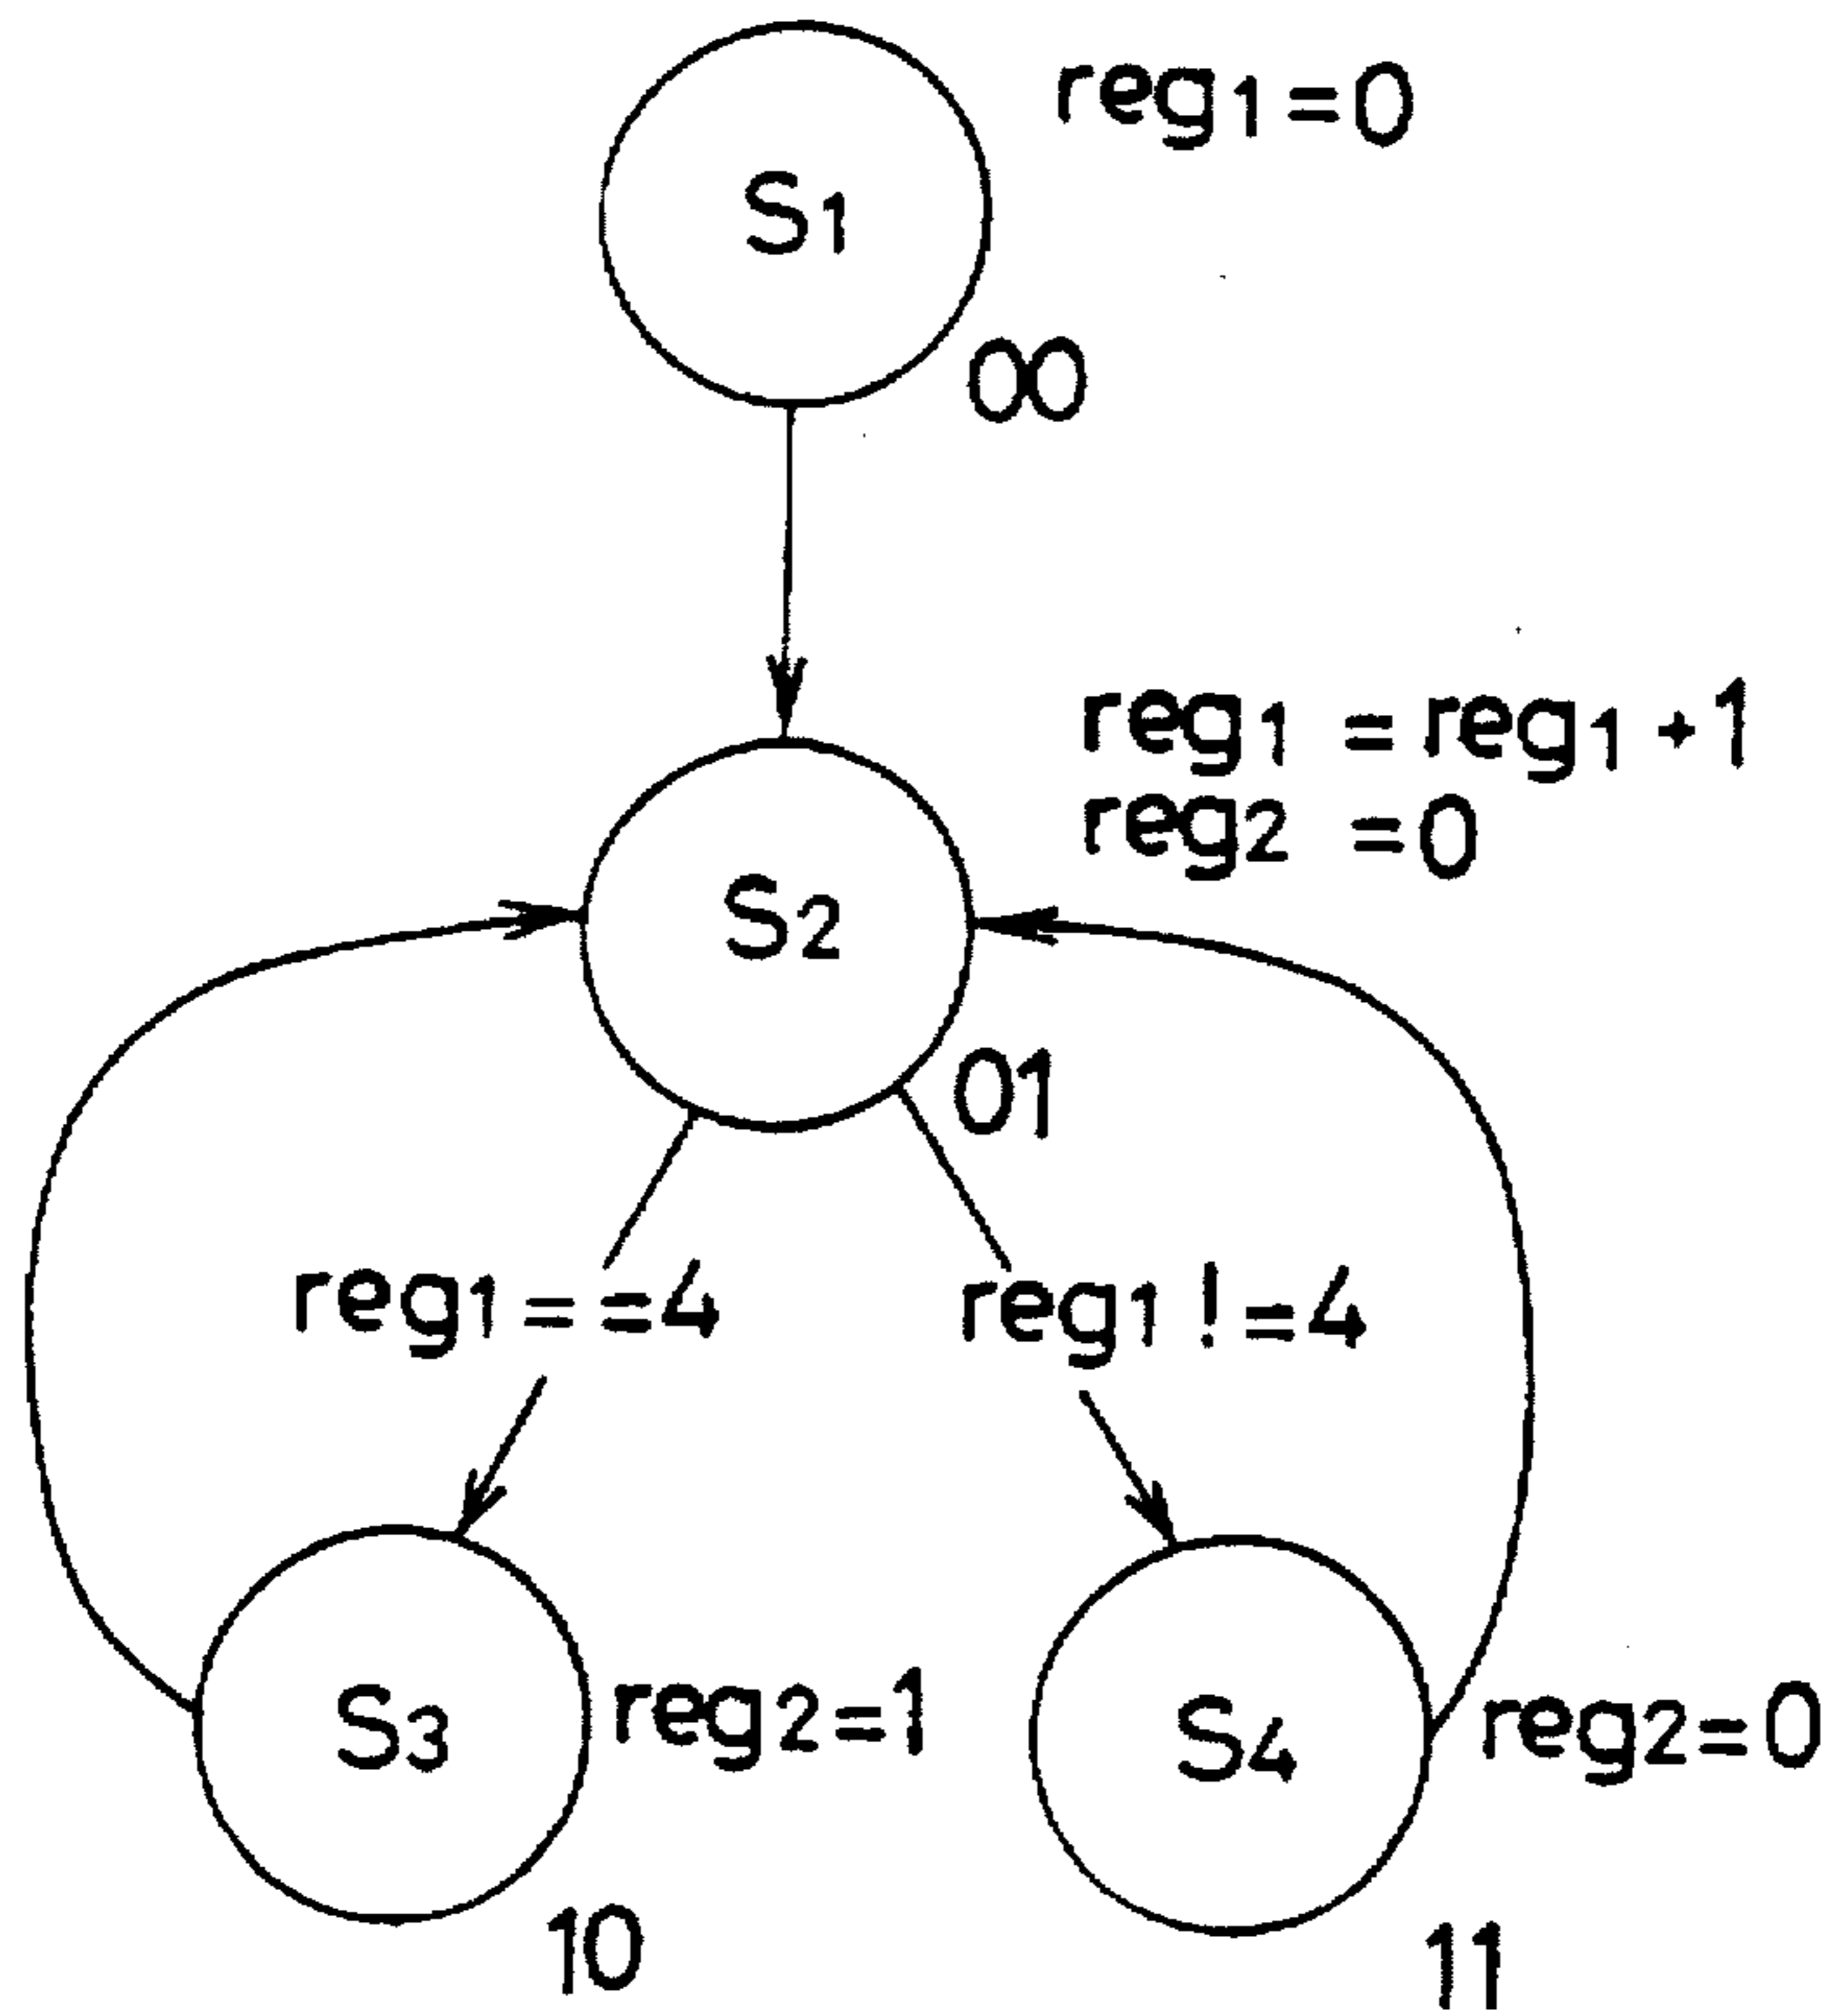 reg1=0
S1
00
reg1 =reg1+1
reg2 =0
S2
01
reg1==4
reg1!=4
S3
reg2=1
S4
reg2=0
10
11